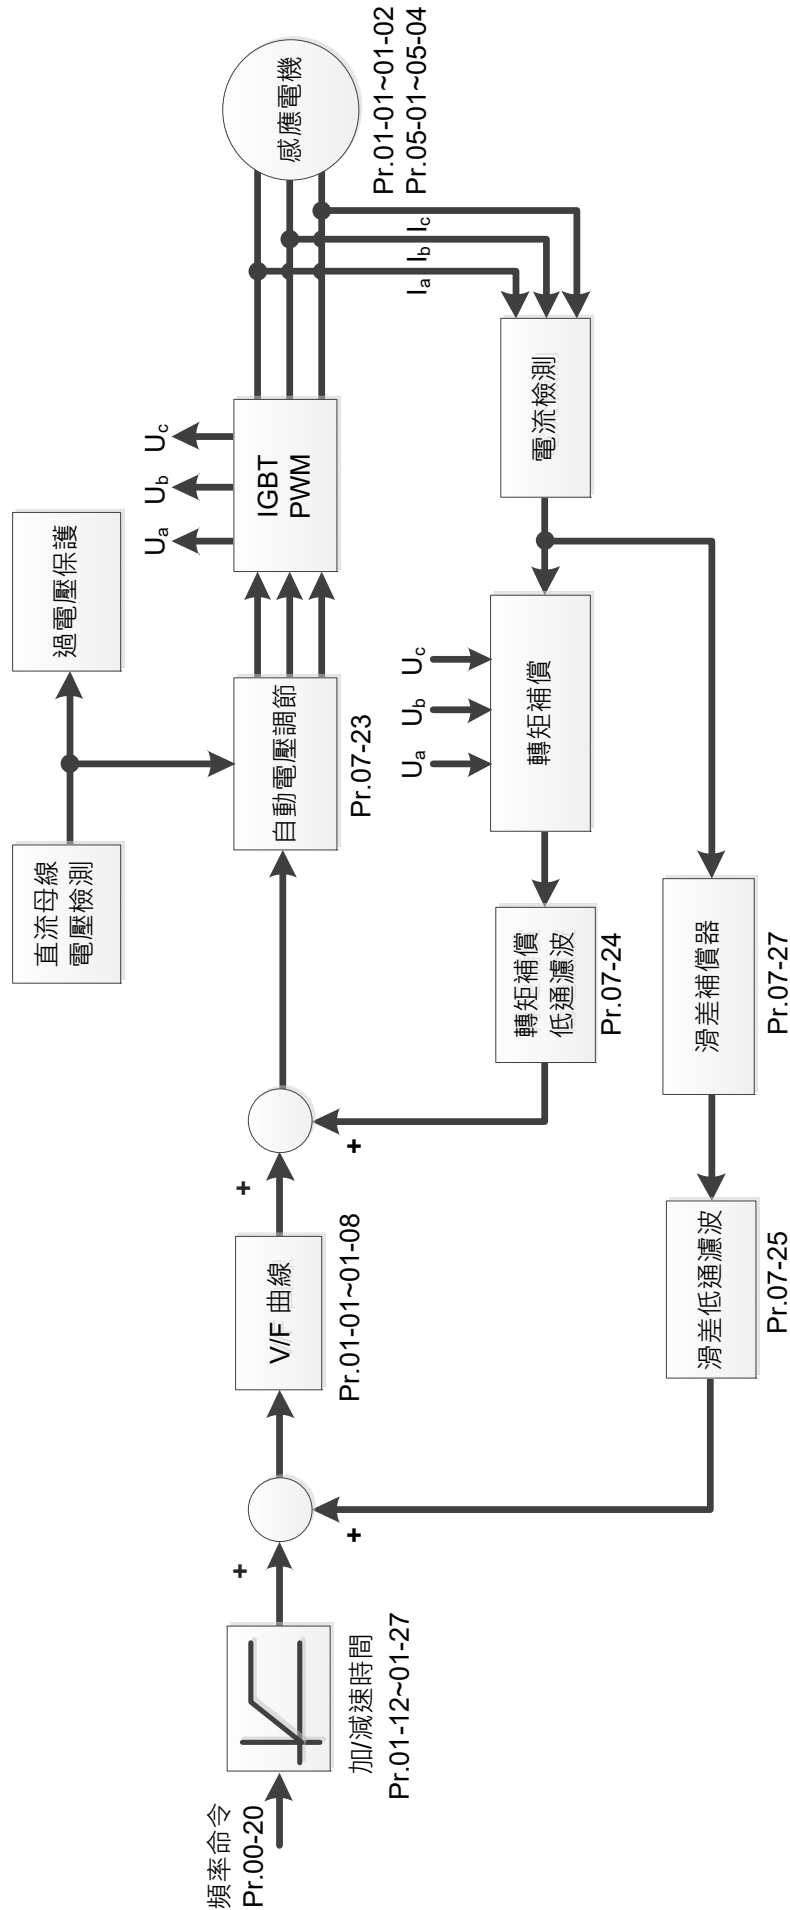 頻率命令
Pr.00-20
加/減速時間
Pr.01-12~01-27
+
+
V/F 曲線
Pr.01-01~01-08
+
+
直流母線
電壓檢測
過電壓保護
自動電壓調節
Pr.07-23
IGBT
PWM
Ua
Ub
Uc
感應電機
Pr.01-01~01-02
Pr.05-01~05-04
Ia
Ib
Ic
電流檢測
轉矩補償
Ua
Ub
Uc
轉矩補償
低通濾波
Pr.07-24
滑差補償器
Pr.07-27
滑差低通濾波
Pr.07-25